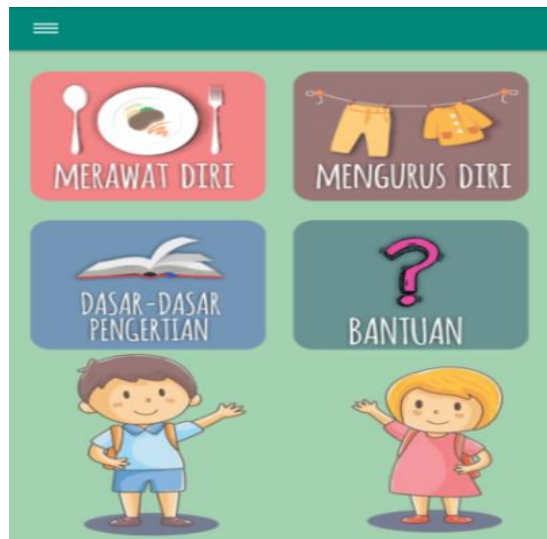 MERAWAT DIRI
MENGURUS DIRI
DASAR-DASAR
PENGERTIAN
BANTUAN